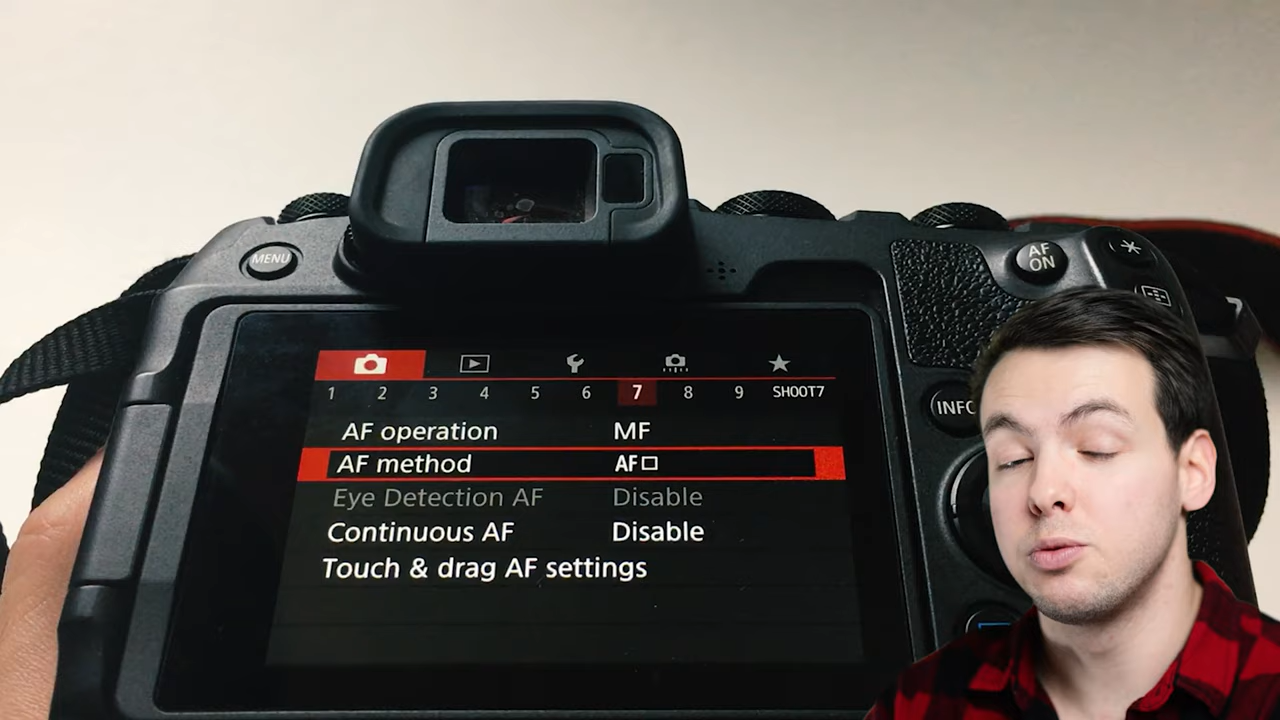 MENU
AF
ON
INFO
1 2 3 4 5 6 7 8 9 SHOOT7
AF operation MF
AF method AF
Eye Detection AF Disable
Continuous AF Disable
Touch & drag AF settings